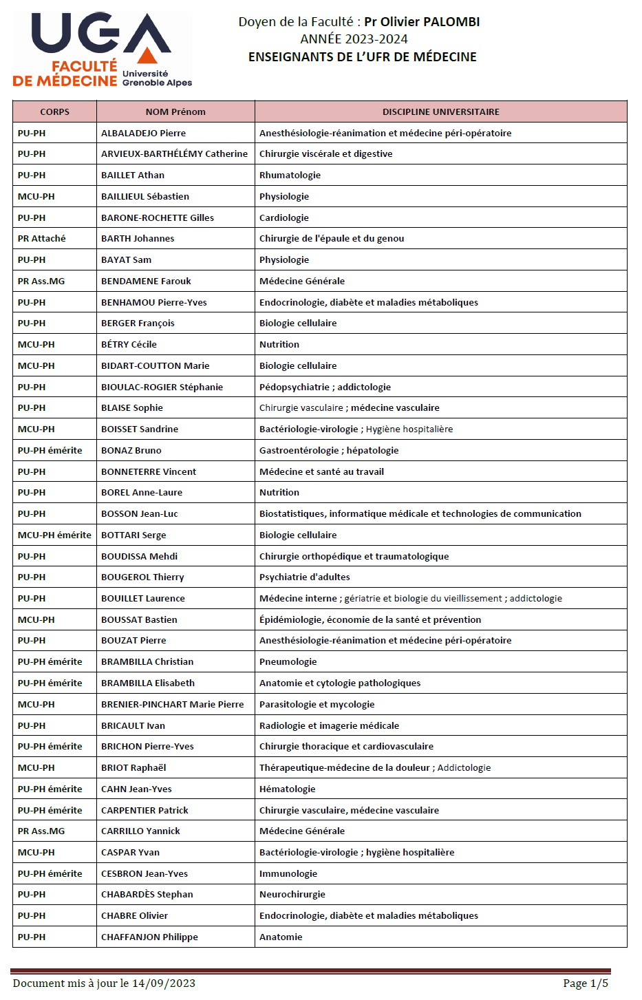 UGA
FACULTÉ
DE MÉDECINE
Université
Grenoble Alpes
Doyen de la Faculté : Pr Olivier PALOMBI
ANNÉE 2023-2024
ENSEIGNANTS DE L’UFR DE MÉDECINE
CORPS NOM Prénom DISCIPLINE UNIVERSITAIRE
PU-PH ALBALADEJO Pierre Anesthésiologie-réanimation et médecine péri-opératoire
PU-PH ARVIEUX-BARTHÉLÉMY Catherine Chirurgie viscérale et digestive
PU-PH BAILLET Athan Rhumatologie
MCU-PH BAILLIEUL Sébastien Physiologie
PU-PH BARONE-ROCHETTE Gilles Cardiologie
PR Attaché BARTH Johannes Chirurgie de l'épaule et du genou
PU-PH BAYAT Sam Physiologie
PR Ass.MG BENDAMENE Farouk Médecine Générale
PU-PH BENHAMOU Pierre-Yves Endocrinologie, diabète et maladies métaboliques
PU-PH BERGER François Biologie cellulaire
MCU-PH BÉTRY Cécile Nutrition
MCU-PH BIDART-COUTTON Marie Biologie cellulaire
PU-PH BIOULAC-ROGIER Stéphanie Pédopsychiatrie ; addictologie
PU-PH BLAISE Sophie Chirurgie vasculaire ; médecine vasculaire
MCU-PH BOISSET Sandrine Bactériologie-virologie ; Hygiène hospitalière
PU-PH émérite BONAZ Bruno Gastroentérologie ; hépatologie
PU-PH BONNETERRE Vincent Médecine et santé au travail
PU-PH BOREL Anne-Laure Nutrition
PU-PH BOSSON Jean-Luc Biostatistiques, informatique médicale et technologies de communication
MCU-PH émérite BOTTARI Serge Biologie cellulaire
PU-PH BOUDISSA Mehdi Chirurgie orthopédique et traumatologique
PU-PH BOUGEROL Thierry Psychiatrie d'adultes
PU-PH BOUILLET Laurence Médecine interne ; gériatrie et biologie du vieillissement ; addictologie
MCU-PH BOUSSAT Bastien Épidémiologie, économie de la santé et prévention
PU-PH BOUZAT Pierre Anesthésiologie-réanimation et médecine péri-opératoire
PU-PH émérite BRAMBILLA Christian Pneumologie
PU-PH émérite BRAMBILLA Elisabeth Anatomie et cytologie pathologiques
MCU-PH BRENIER-PINCHART Marie Pierre Parasitologie et mycologie
PU-PH BRICAULT Ivan Radiologie et imagerie médicale
PU-PH émérite BRICHON Pierre-Yves Chirurgie thoracique et cardiovasculaire
MCU-PH BRIOT Raphaël Thérapeutique-médecine de la douleur ; Addictologie
PU-PH émérite CAHN Jean-Yves Hématologie
PU-PH émérite CARPENTIER Patrick Chirurgie vasculaire, médecine vasculaire
PR Ass.MG CARRILLO Yannick Médecine Générale
MCU-PH CASPAR Yvan Bactériologie-virologie ; hygiène hospitalière
PU-PH émérite CESBRON Jean-Yves Immunologie
PU-PH CHABARDÈS Stephan Neurochirurgie
PU-PH CHABRE Olivier Endocrinologie, diabète et maladies métaboliques
PU-PH CHAFFANJON Philippe Anatomie
Document mis à jour le 14/09/2023 Page 1/5